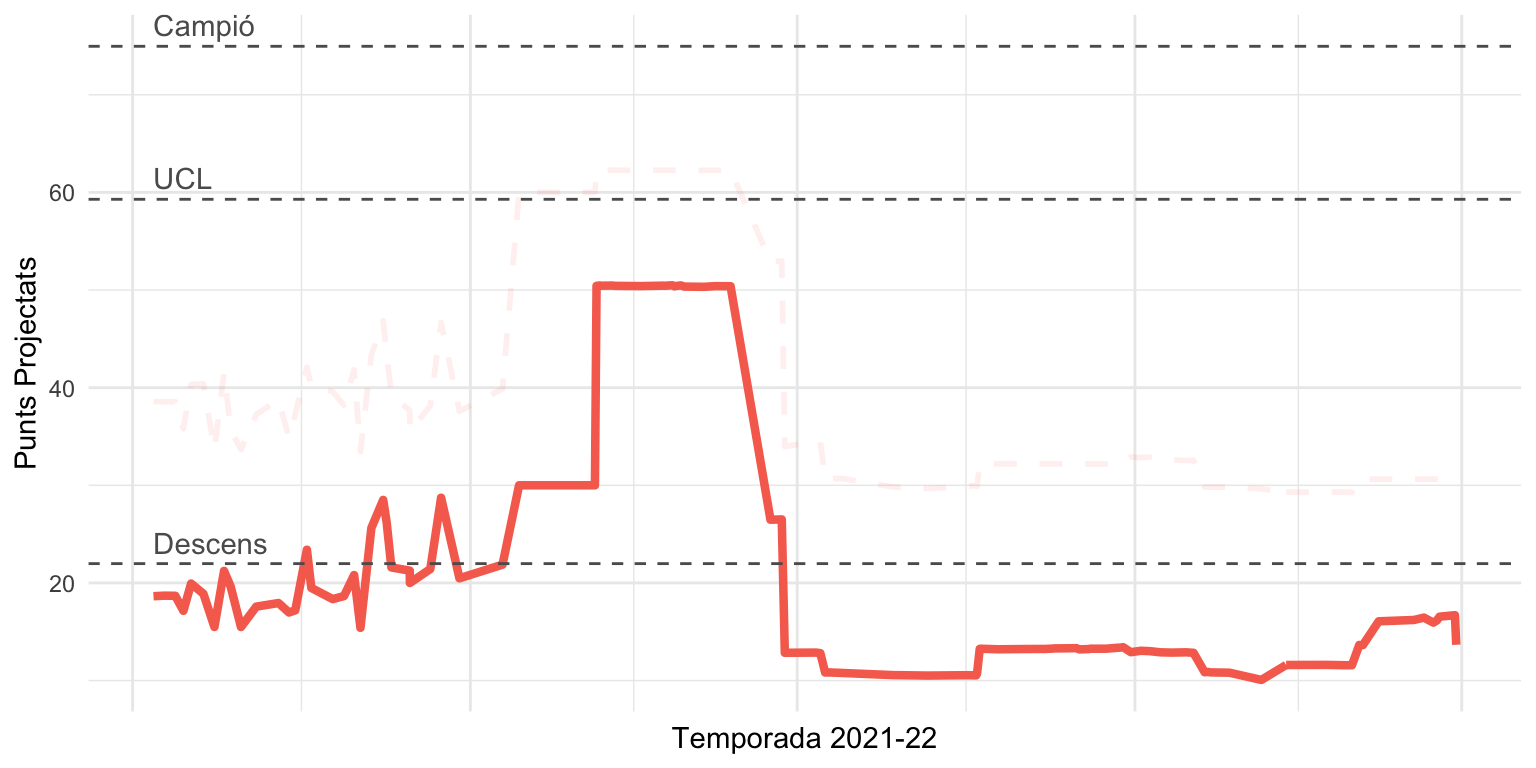 Campió
UCL
60
40
Descens
20
Punts Projectats
Temporada 2021-22